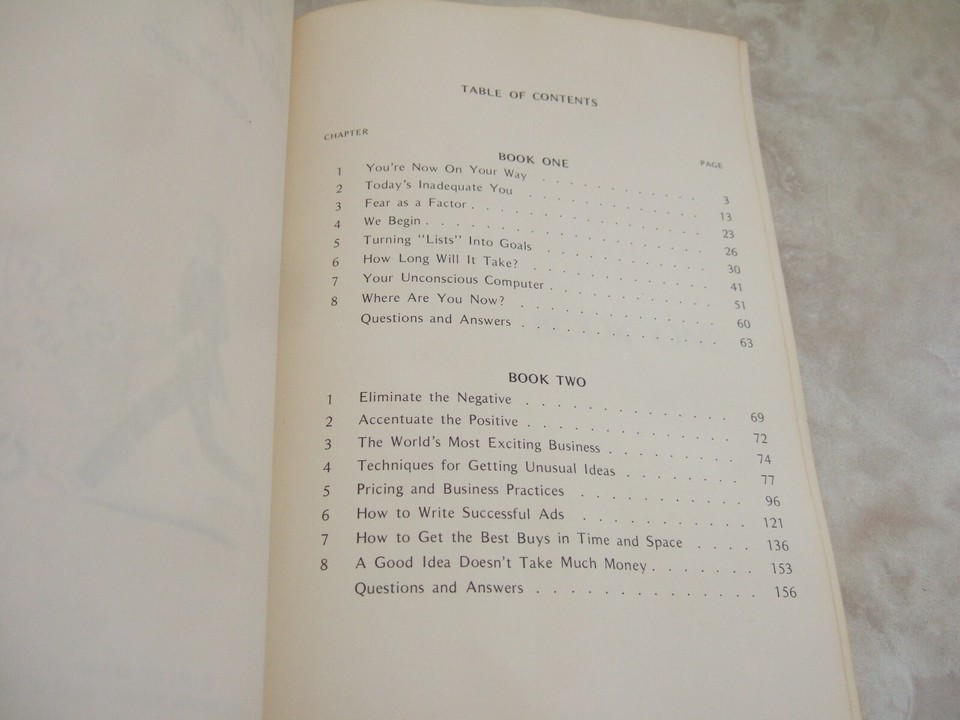 TABLE OF CONTENTS
CHAPTER
PAGE
BOOK ONE
1 You're Now On Your Way . . . . . . . . . . 3
2 Today's Inadequate You . . . . . . . . . . 13
3 Fear as a Factor . . . . . . . . . . . . . 23
4 We Begin . . . . . . . . . . . . . . . 26
5 Turning "Lists" Into Goals . . . . . . . . . 30
6 How Long Will It Take? . . . . . . . . . . 41
7 Your Unconscious Computer . . . . . . . . . 51
8 Where Are You Now? . . . . . . . . . . . 60
Questions and Answers . . . . . . . . . . . 63
BOOK TWO
1 Eliminate the Negative . . . . . . . . . . . 69
2 Accentuate the Positive . . . . . . . . . . . 72
3 The World's Most Exciting Business . . . . . . . 74
4 Techniques for Getting Unusual Ideas . . . . . . . 77
5 Pricing and Business Practices . . . . . . . . . 96
6 How to Write Successful Ads . . . . . . . . . . 121
7 How to Get the Best Buys in Time and Space . . . . 136
8 A Good Idea Doesn't Take Much Money . . . . . . . 153
Questions and Answers . . . . . . . . . . . . . 156